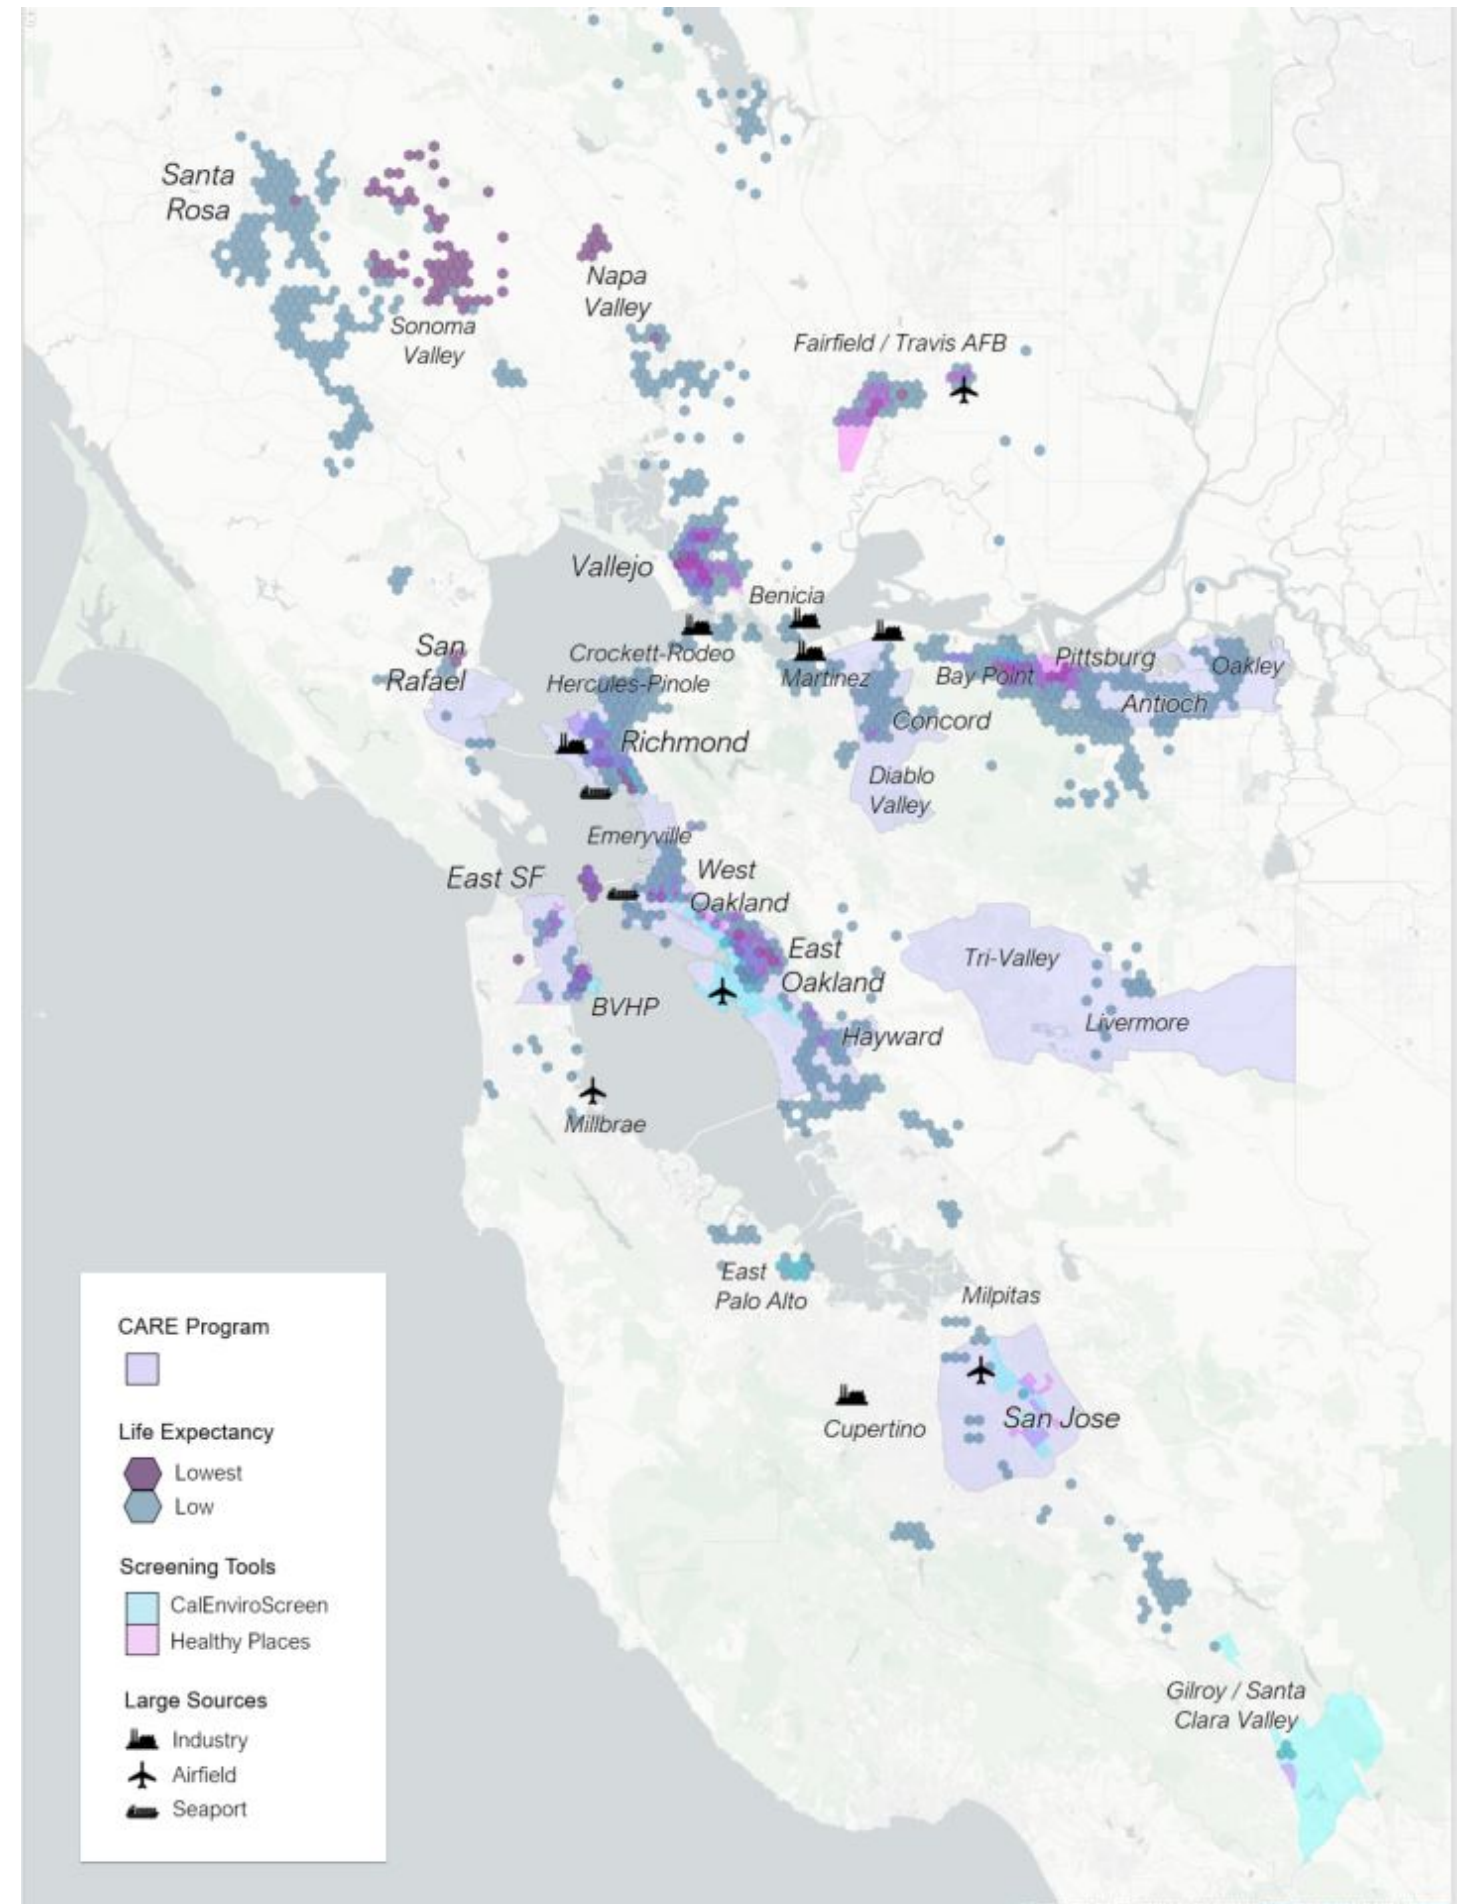 Santa
Rosa
Napa
Valley
Sonoma
Valley
Fairfield / Travis AFB
Vallejo
Benicia
San
Rafael
Crockett-Rodeo
Hercules-Pinole
Martinez
Bay Point
Pittsburg
Oakley
Antioch
Concord
Richmond
Diablo
Valley
Emeryville
East SF
West
Oakland
East
Oakland
Tri-Valley
BVHP
Livermore
Hayward
Millbrae
East
Palo Alto
Milpitas
San Jose
Cupertino
Gilroy / Santa
Clara Valley
CARE Program
Life Expectancy
Lowest
Low
Screening Tools
CalEnviroScreen
Healthy Places
Large Sources
Industry
Airfield
Seaport